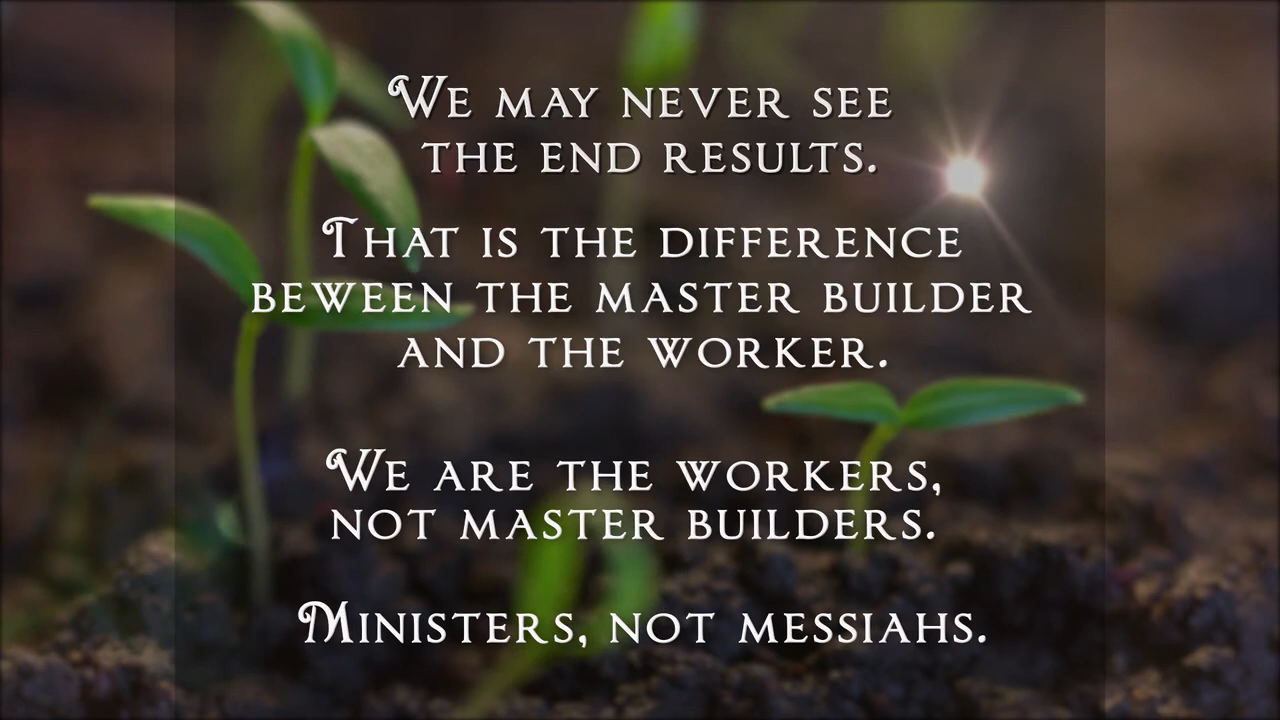 We may never see
the end results.
That is the difference
beween the master builder
and the worker.
We are the workers,
not master builders.
Ministers, not messiahs.